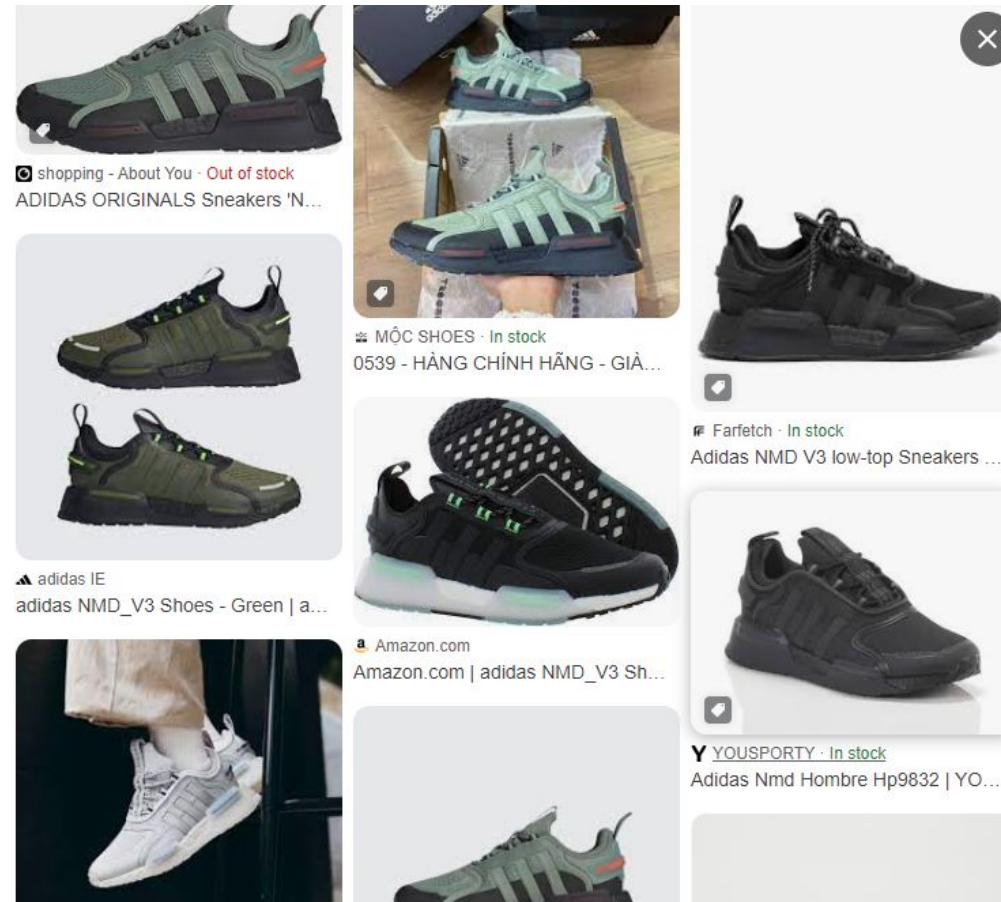 shopping - About You · Out of stock
ADIDAS ORIGINALS Sneakers 'N...
adidas IE
adidas NMD_V3 Shoes - Green | a...
adidas
MỘC SHOES · In stock
0539 - HÀNG CHÍNH HÃNG - GIÀ...
a Amazon.com
Amazon.com | adidas NMD_V3 Sh...
Farfetch · In stock
Adidas NMD V3 low-top Sneakers ...
Y YOUSPORTY · In stock
Adidas Nmd Hombre Hp9832 | YO...